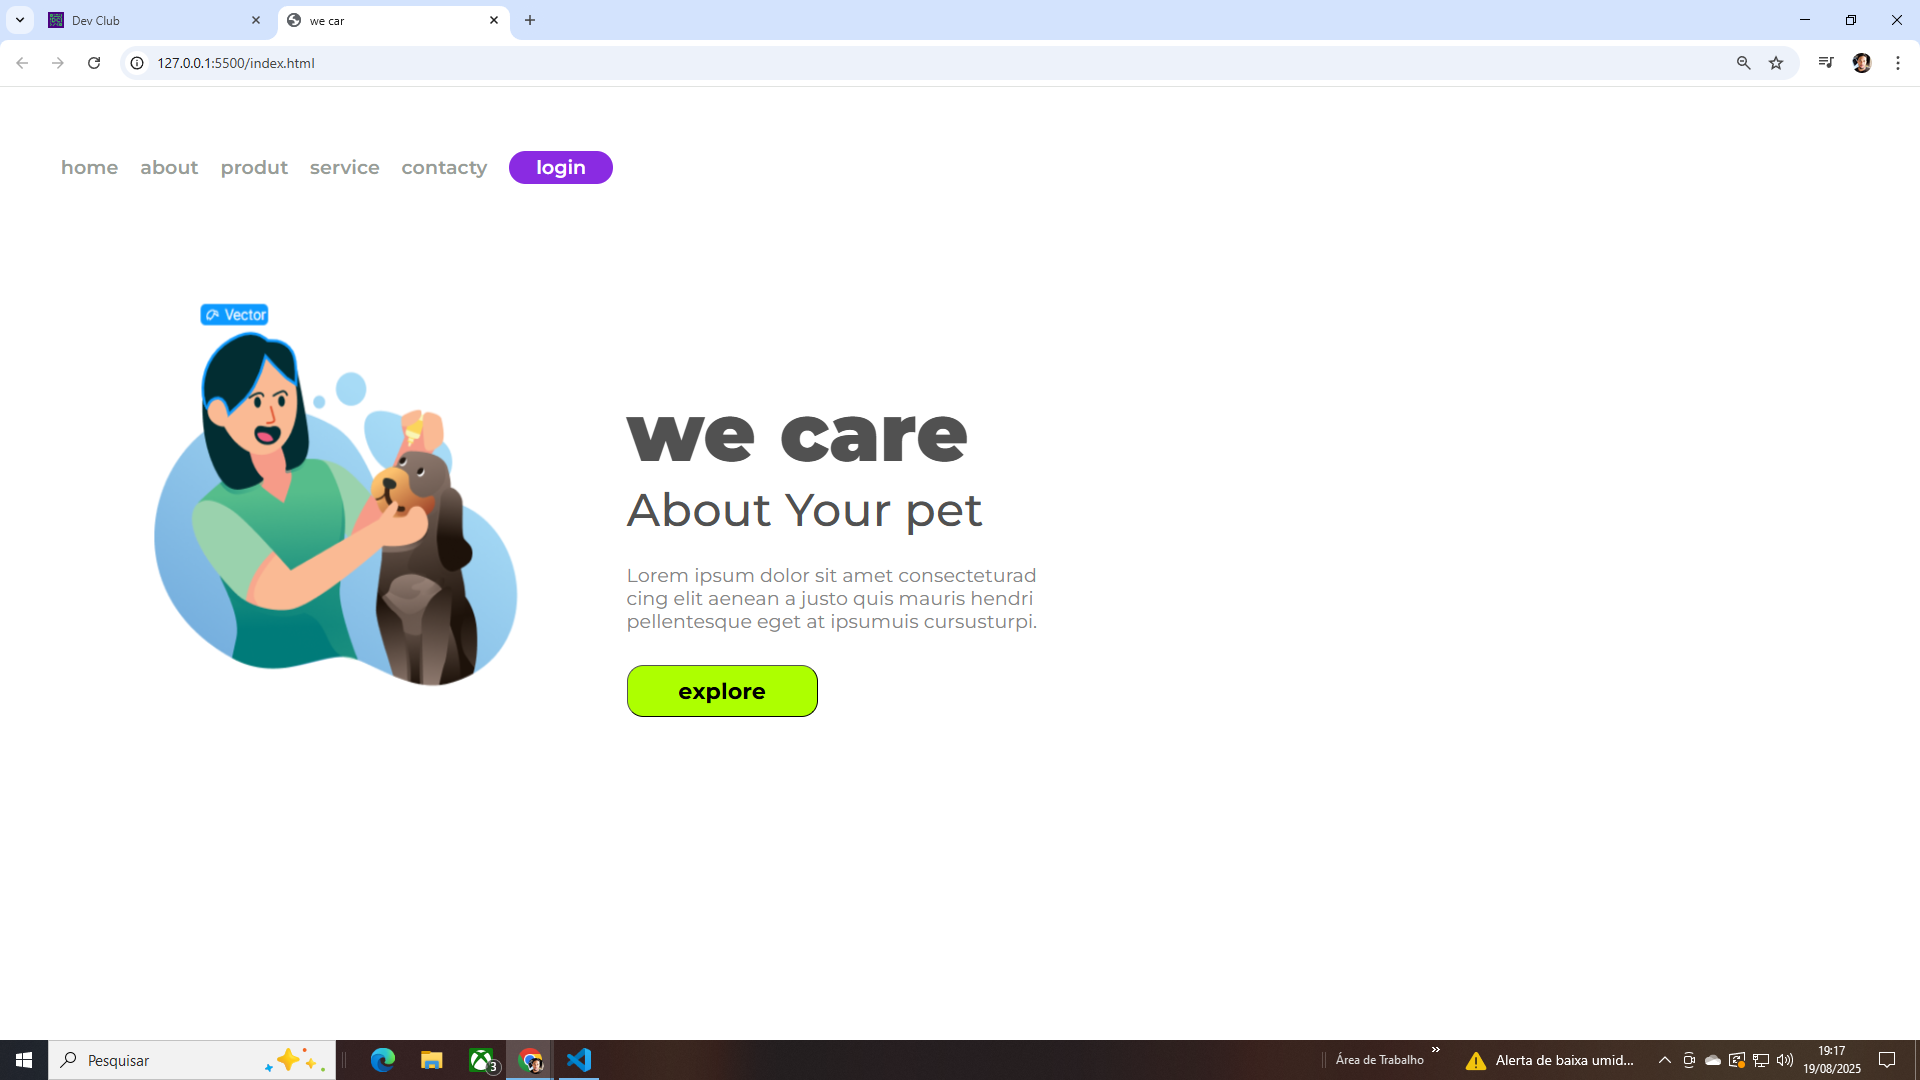 Dev Club
we car
127.0.0.1:5500/index.html
home about produt service contacty login
Vector
we care
About Your pet
Lorem ipsum dolor sit amet consecteturad
cing elit aenean a justo quis mauris hendri
pellentesque eget at ipsumuis cursusturpi.
explore
Pesquisar
3
Área de Trabalho
Alerta de baixa umid...
19:17
19/08/2025